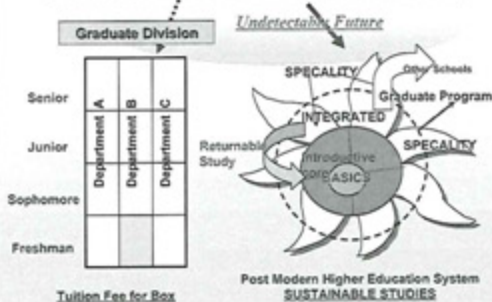 Undetectable Future
Graduate Division
Senior
Junior
Sophomore
Freshman
Department A
Department B
Department C
Tuition Fee for Box
SPECALITY
Other Schools
Graduate Program
INTEGRATED
SPECALITY
Returnable
Study
Introductive
BASICS
Post Modern Higher Education System
SUSTAINABLE STUDIES